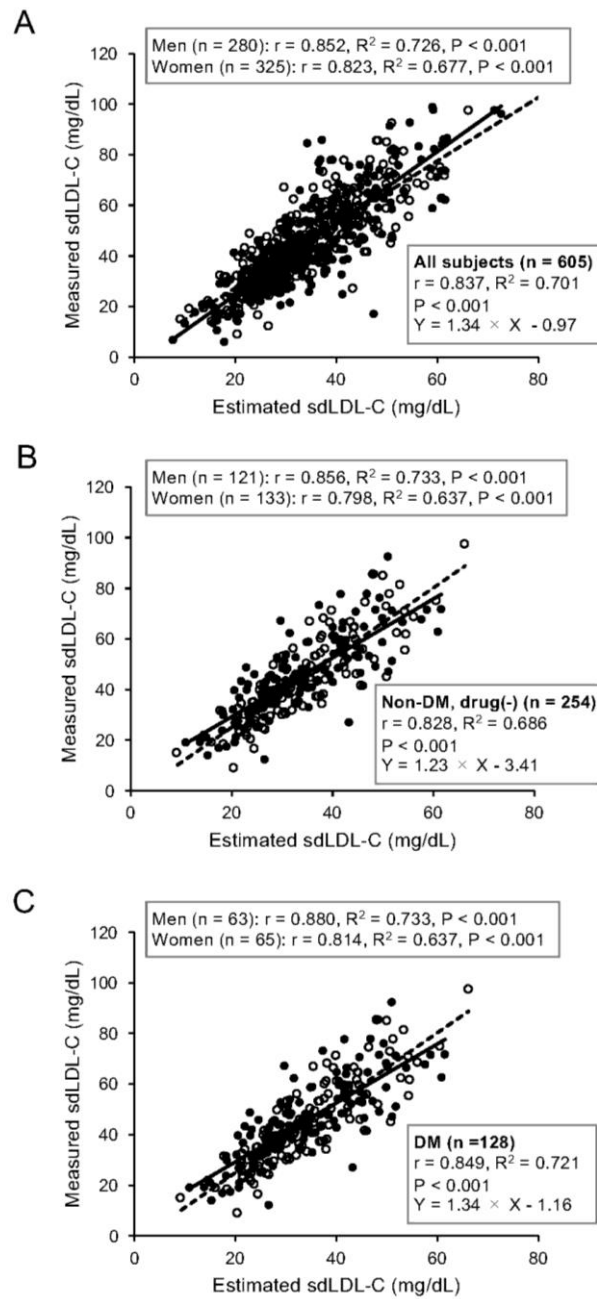 A
Men (n = 280): r = 0.852, R² = 0.726, P < 0.001
Women (n = 325): r = 0.823, R² = 0.677, P < 0.001
120
100
80
60
40
20
0
Measured sdLDL-C (mg/dL)
All subjects (n = 605)
r = 0.837, R² = 0.701
P < 0.001
Y = 1.34 × X - 0.97
20 40 60 80
Estimated sdLDL-C (mg/dL)
B
Men (n = 121): r = 0.856, R² = 0.733, P < 0.001
Women (n = 133): r = 0.798, R² = 0.637, P < 0.001
120
100
80
60
40
20
0
Measured sdLDL-C (mg/dL)
Non-DM, drug(-) (n = 254)
r = 0.828, R² = 0.686
P < 0.001
Y = 1.23 × X - 3.41
0 20 40 60 80
Estimated sdLDL-C (mg/dL)
C
Men (n = 63): r = 0.880, R² = 0.733, P < 0.001
Women (n = 65): r = 0.814, R² = 0.637, P < 0.001
120
100
80
60
40
20
0
Measured sdLDL-C (mg/dL)
DM (n =128)
r = 0.849, R² = 0.721
P < 0.001
Y = 1.34 × X - 1.16
0 20 40 60 80
Estimated sdLDL-C (mg/dL)